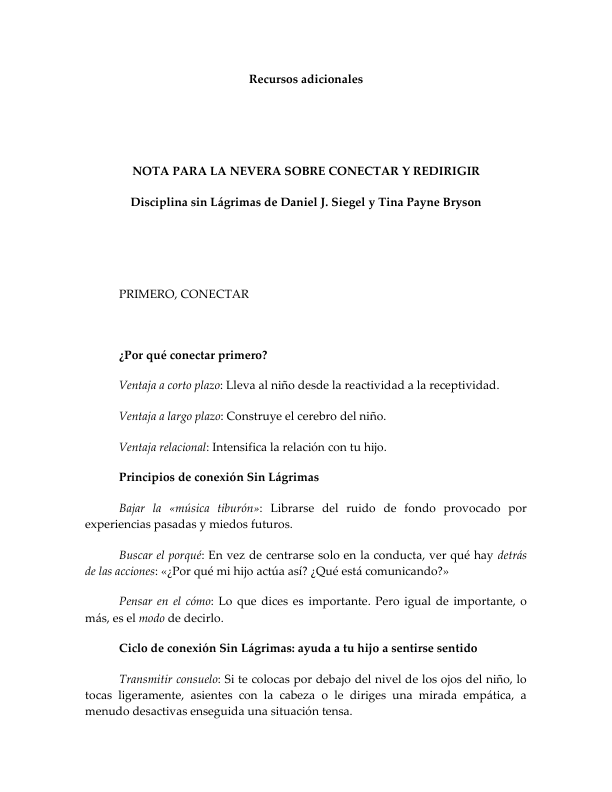 Recursos adicionales
NOTA PARA LA NEVERA SOBRE CONECTAR Y REDIRIGIR
Disciplina sin Lágrimas de Daniel J. Siegel y Tina Payne Bryson
PRIMERO, CONECTAR
¿Por qué conectar primero?
Ventaja a corto plazo: Lleva al niño desde la reactividad a la receptividad.
Ventaja a largo plazo: Construye el cerebro del niño.
Ventaja relacional: Intensifica la relación con tu hijo.
Principios de conexión Sin Lágrimas
Bajar la «música tiburón»: Librarse del ruido de fondo provocado por
experiencias pasadas y miedos futuros.
Buscar el porqué: En vez de centrarse solo en la conducta, ver qué hay detrás
de las acciones: «¿Por qué mi hijo actúa así? ¿Qué está comunicando?»
Pensar en el cómo: Lo que dices es importante. Pero igual de importante, o
más, es el modo de decirlo.
Ciclo de conexión Sin Lágrimas: ayuda a tu hijo a sentirse sentido
Transmitir consuelo: Si te colocas por debajo del nivel de los ojos del niño, lo
tocas ligeramente, asientes con la cabeza o le diriges una mirada empática, a
menudo desactivas enseguida una situación tensa.